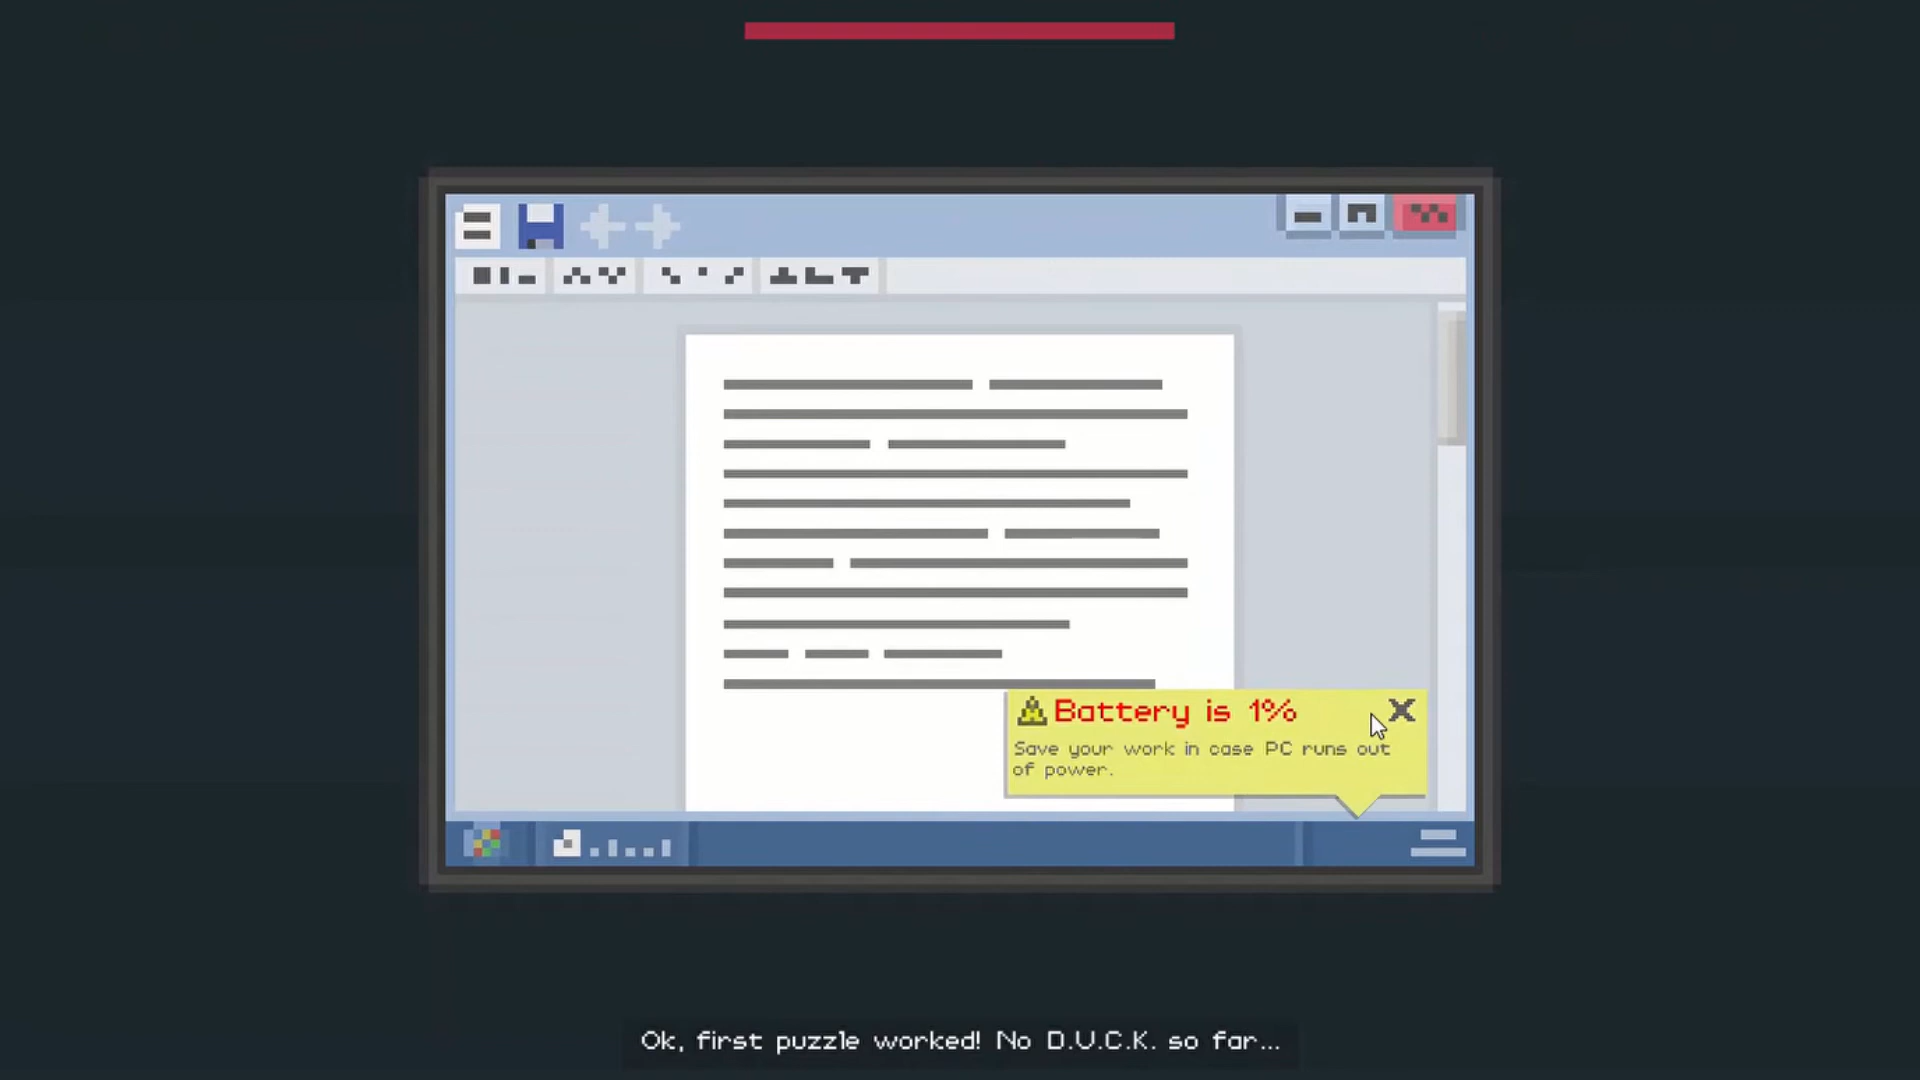 Battery is 1%
Save your work in case PC runs out
of power.
Ok, first puzzle worked! No D.U.C.K. so far...